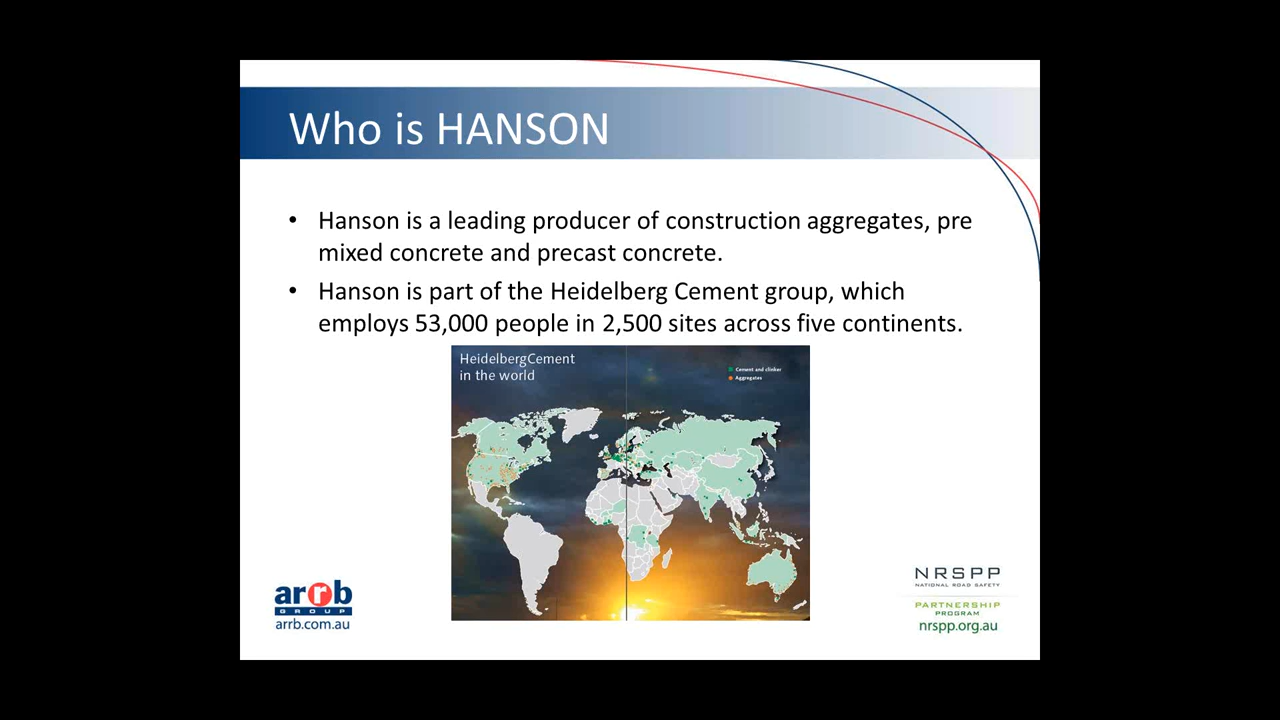 Who is HANSON
• Hanson is a leading producer of construction aggregates, pre
mixed concrete and precast concrete.
• Hanson is part of the Heidelberg Cement group, which
employs 53,000 people in 2,500 sites across five continents.
HeidelbergCement
in the world
Cement and clinker
Aggregates
arrb
GROUP
arrb.com.au
NRSPP
NATIONAL ROAD SAFETY
PARTNERSHIP
PROGRAM
nrspp.org.au